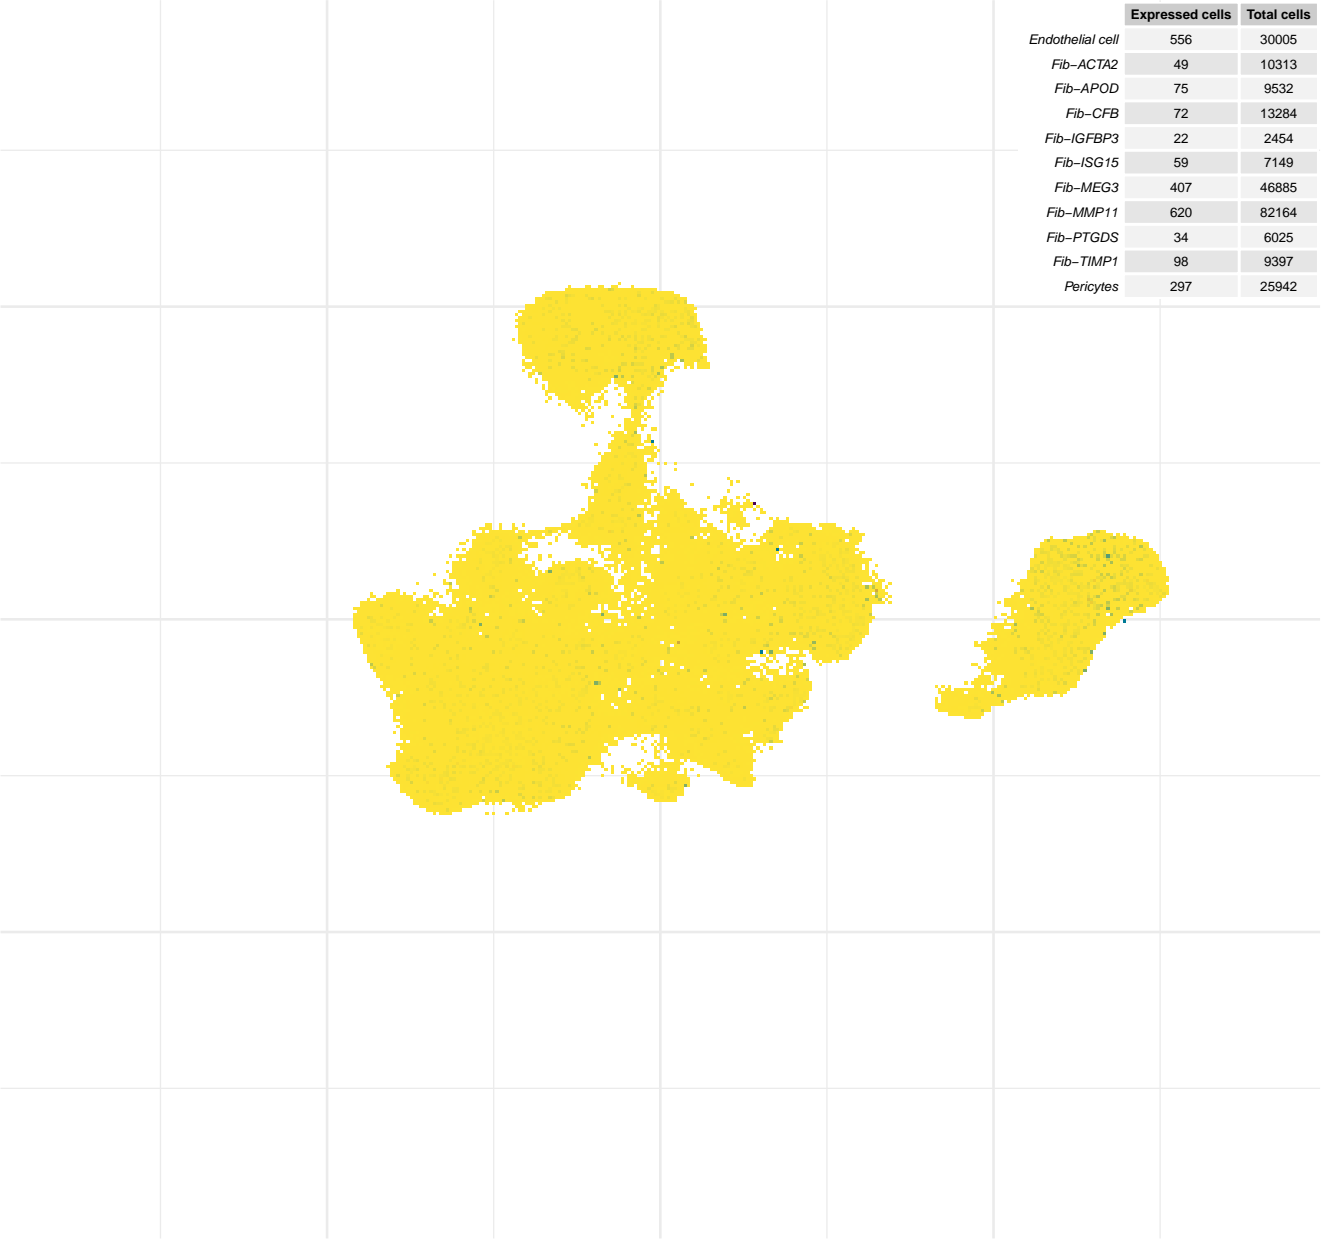 Expressed cells Total cells
Endothelial cell 556 30005
Fib−ACTA2 49 10313
Fib−APOD 75 9532
Fib−CFB 72 13284
Fib−IGFBP3 22 2454
Fib−ISG15 59 7149
Fib−MEG3 407 46885
Fib−MMP11 620 82164
Fib−PTGDS 34 6025
Fib−TIMP1 98 9397
Pericytes 297 25942